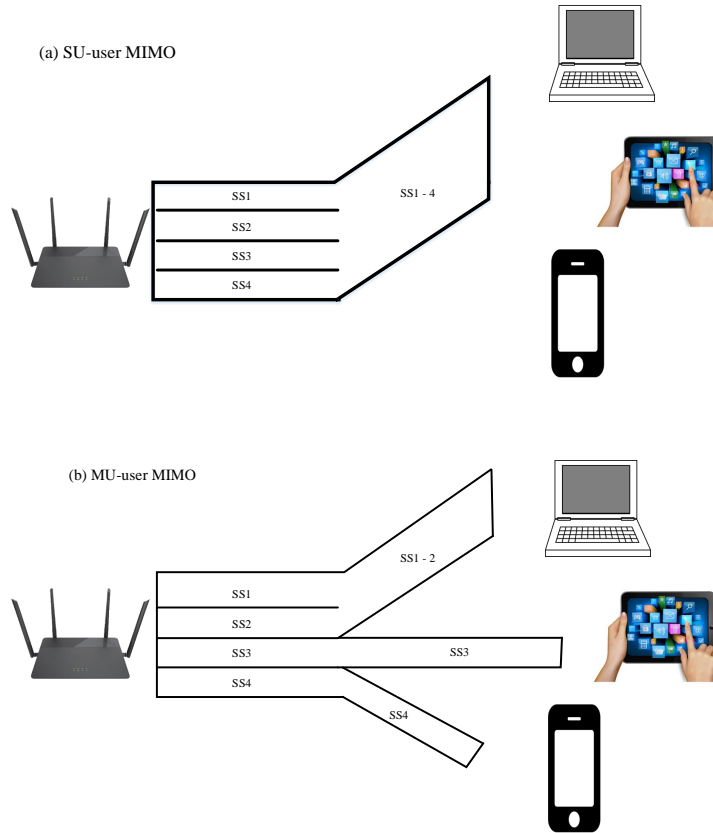 (a) SU-user MIMO
SS1
SS2
SS3
SS4
SS1 - 4
(b) MU-user MIMO
SS1
SS2
SS3
SS4
SS1 - 2
SS3
SS4